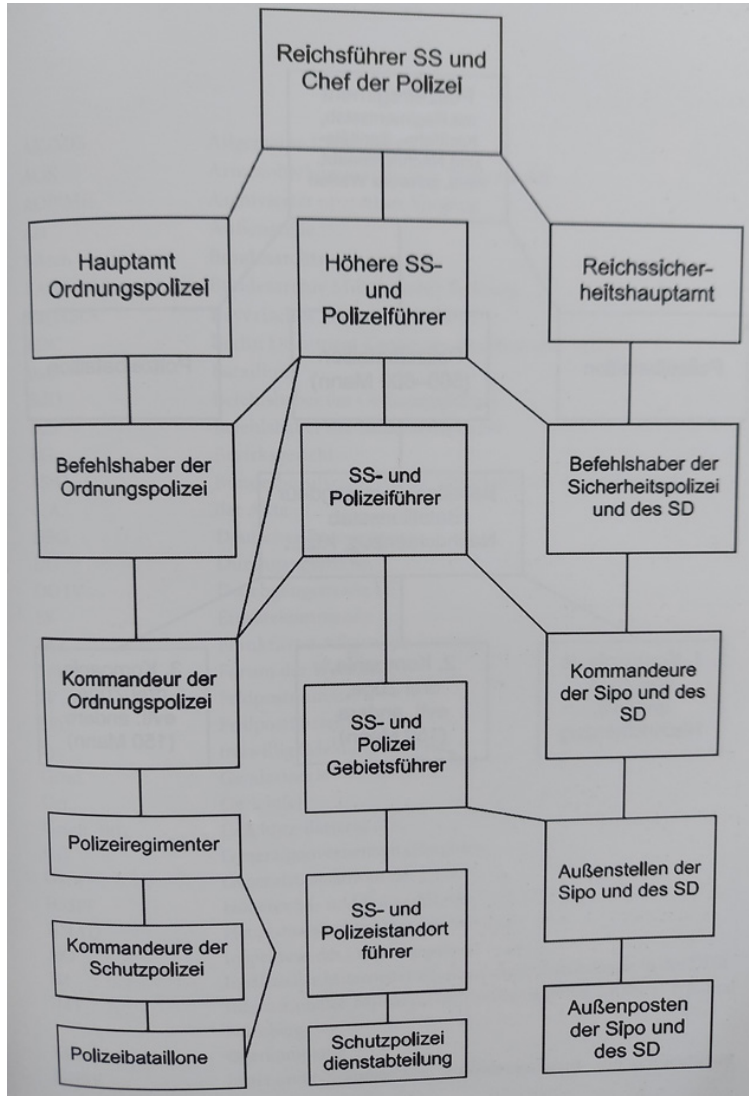 Reichsführer SS und
Chef der Polizei
Hauptamt
Ordnungspolizei
Höhere SS-
und
Polizeiführer
Reichssicher-
heitshauptamt
Befehlshaber der
Ordnungspolizei
SS- und
Polizeiführer
Befehlshaber der
Sicherheitspolizei
und des SD
Kommandeur der
Ordnungspolizei
SS- und
Polizei
Gebietsführer
Kommandeure
der Sipo und des
SD
Polizeiregimenter
Kommandeure der
Schutzpolizei
Polizeibataillone
SS- und
Polizeistandort
führer
Schutzpolizei
dienstabteilung
Außenstellen der
Sipo und des SD
Außenposten
der Sipo und
des SD